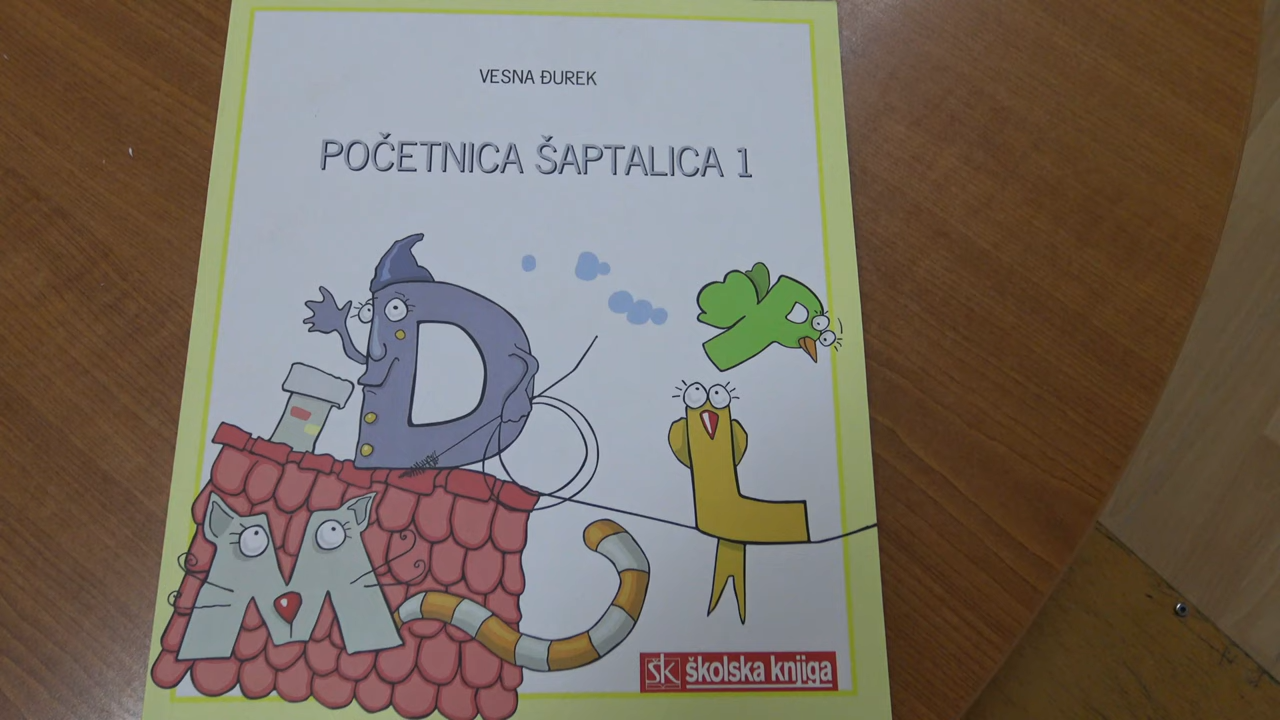 VESNA ĐUREK
POČETNICA ŠAPTALICA 1
D
P
L
M
šk školska knjiga